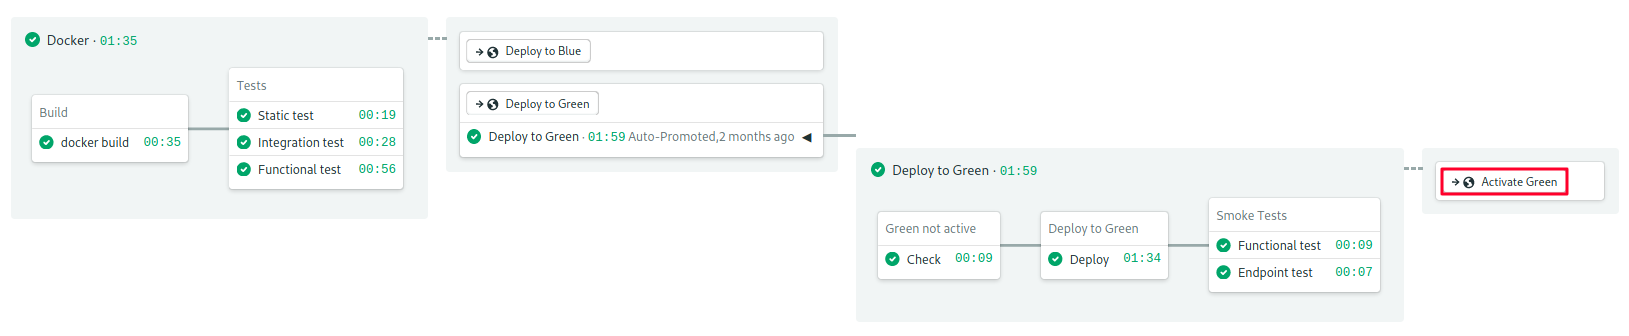 Docker · 01:35
Build
docker build 00:35
Tests
Static test 00:19
Integration test 00:28
Functional test 00:56
Deploy to Blue
Deploy to Green
Deploy to Green · 01:59 Auto-Promoted,2 months ago
Deploy to Green · 01:59
Green not active
Check 00:09
Deploy to Green
Deploy 01:34
Smoke Tests
Functional test 00:09
Endpoint test 00:07
Activate Green